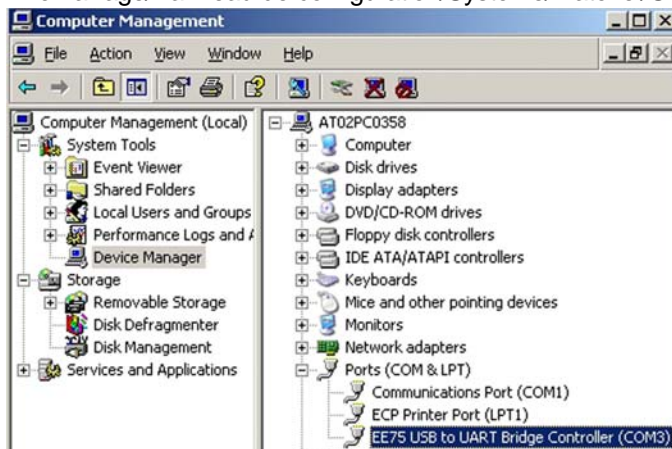 Computer Management
File Action View Window Help
Computer Management (Local)
System Tools
Event Viewer
Shared Folders
Local Users and Groups
Performance Logs and
Device Manager
Storage
Removable Storage
Disk Defragmenter
Disk Management
Services and Applications
AT02PC0358
Computer
Disk drives
Display adapters
DVD/CD-ROM drives
Floppy disk controllers
IDE ATA/ATAPI controllers
Keyboards
Mice and other pointing devices
Monitors
Network adapters
Ports (COM & LPT)
Communications Port (COM1)
ECP Printer Port (LPT1)
EE75 USB to UART Bridge Controller (COM3)